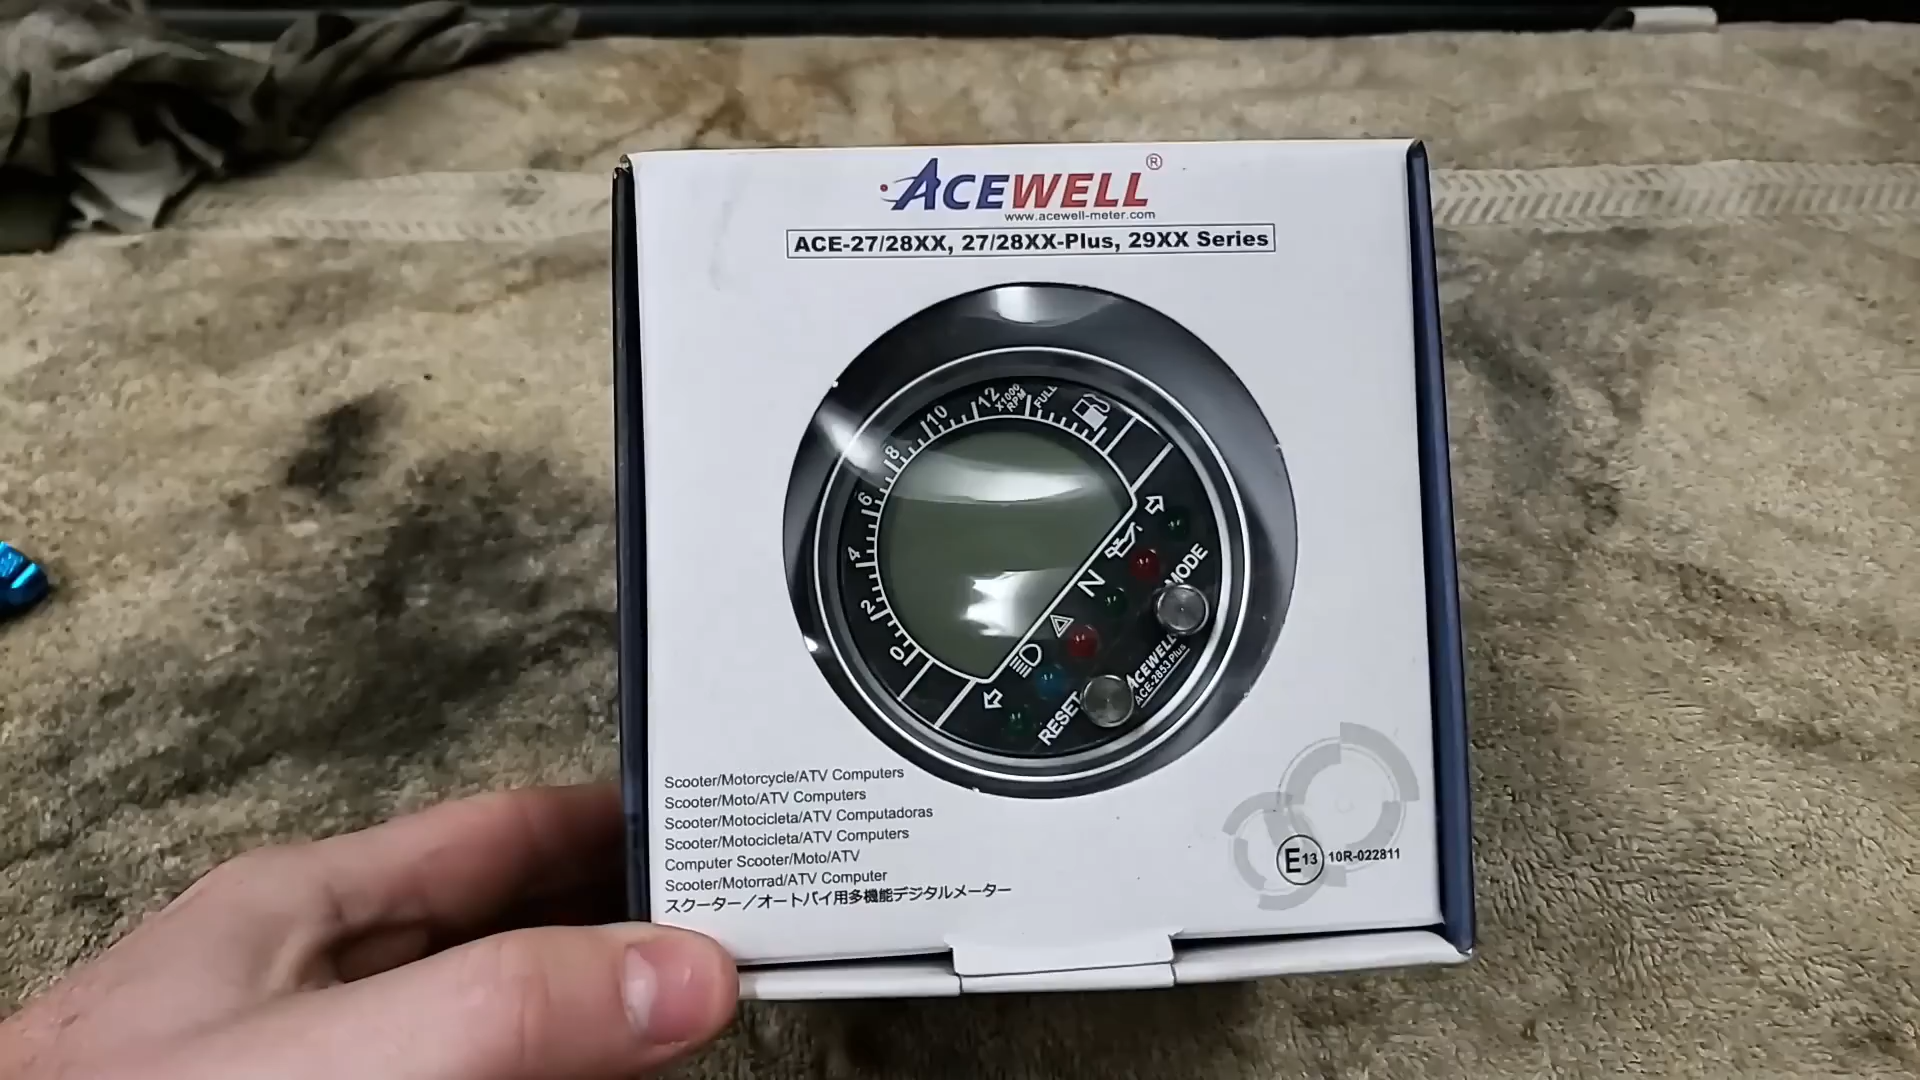 ACEWELL®
www.acewell-meter.com
ACE-27/28XX, 27/28XX-Plus, 29XX Series
0 2 4 6 8 10 12
X1000
RPM
FULL
N
MODE
RESET
ACEWELL
ACE-2853 Plus
Scooter/Motorcycle/ATV Computers
Scooter/Moto/ATV Computers
Scooter/Motocicleta/ATV Computadoras
Scooter/Motocicleta/ATV Computers
Computer Scooter/Moto/ATV
Scooter/Motorrad/ATV Computer
スクーター／オートバイ用多機能デジタルメーター
E13 10R-022811